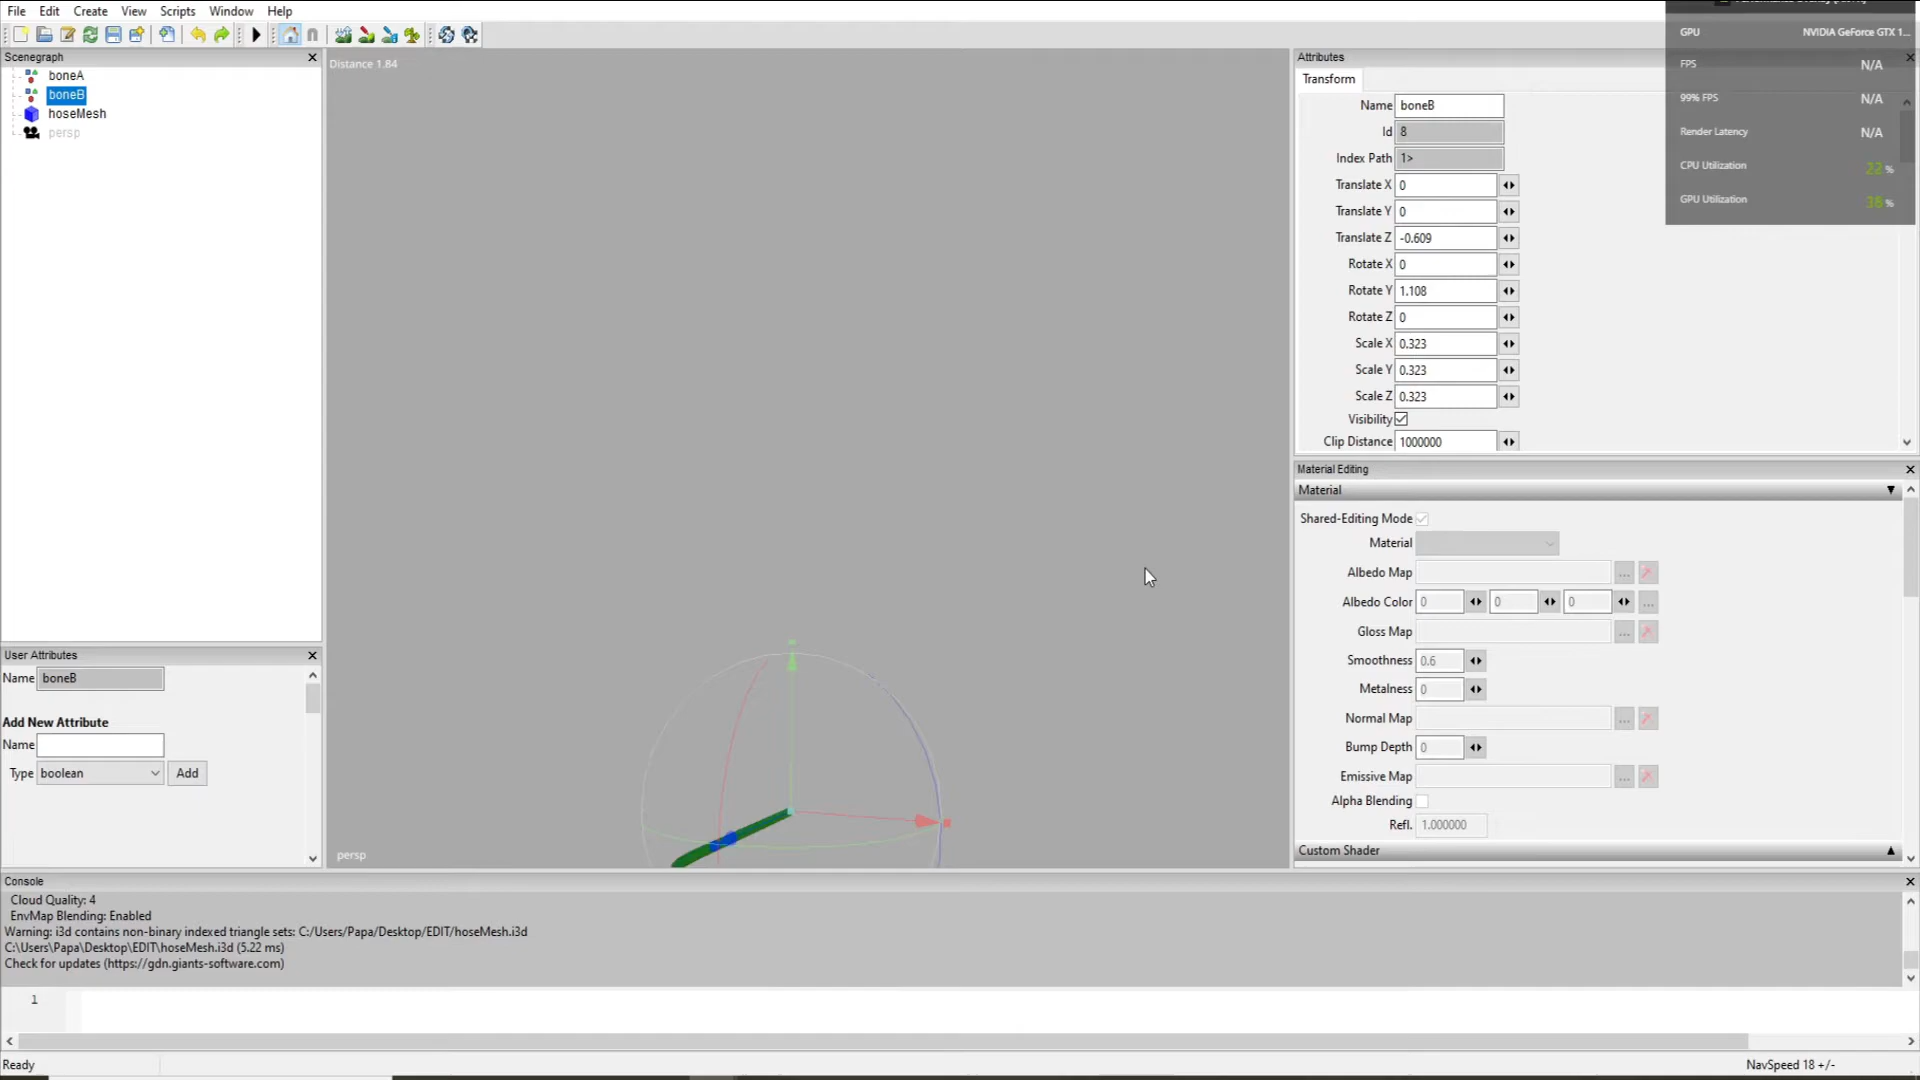 File Edit Create View Scripts Window Help
GPU NVIDIA GeForce GTX 1...
FPS N/A
99% FPS N/A
Render Latency N/A
CPU Utilization 22 %
GPU Utilization 38 %
Scenegraph
boneA
boneB
hoseMesh
persp
Distance 1.84
persp
Attributes
Transform
Name boneB
Id 8
Index Path 1>
Translate X 0
Translate Y 0
Translate Z -0.609
Rotate X 0
Rotate Y 1.108
Rotate Z 0
Scale X 0.323
Scale Y 0.323
Scale Z 0.323
Visibility
Clip Distance 1000000
Material Editing
Material
Shared-Editing Mode
Material
Albedo Map ...
Albedo Color 0 0 0 ...
Gloss Map ...
Smoothness 0.6
Metalness 0
Normal Map ...
Bump Depth 0
Emissive Map ...
Alpha Blending
Refl. 1.000000
Custom Shader
User Attributes
Name boneB
Add New Attribute
Name
Type boolean Add
Console
Cloud Quality: 4
EnvMap Blending: Enabled
Warning: i3d contains non-binary indexed triangle sets: C:/Users/Papa/Desktop/EDIT/hoseMesh.i3d
C:\Users\Papa\Desktop\EDIT\hoseMesh.i3d (5.22 ms)
Check for updates (https://gdn.giants-software.com)
1
Ready NavSpeed 18 +/-